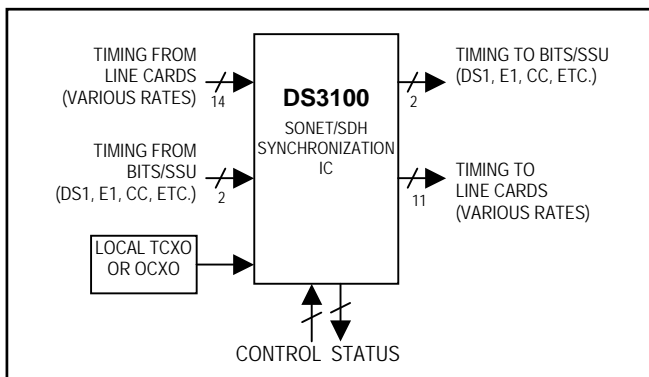 TIMING FROM
LINE CARDS
(VARIOUS RATES)
14
TIMING FROM
BITS/SSU
(DS1, E1, CC, ETC.)
2
LOCAL TCXO
OR OCXO
DS3100
SONET/SDH
SYNCHRONIZATION
IC
TIMING TO BITS/SSU
(DS1, E1, CC, ETC.)
2
TIMING TO
LINE CARDS
(VARIOUS RATES)
11
CONTROL STATUS